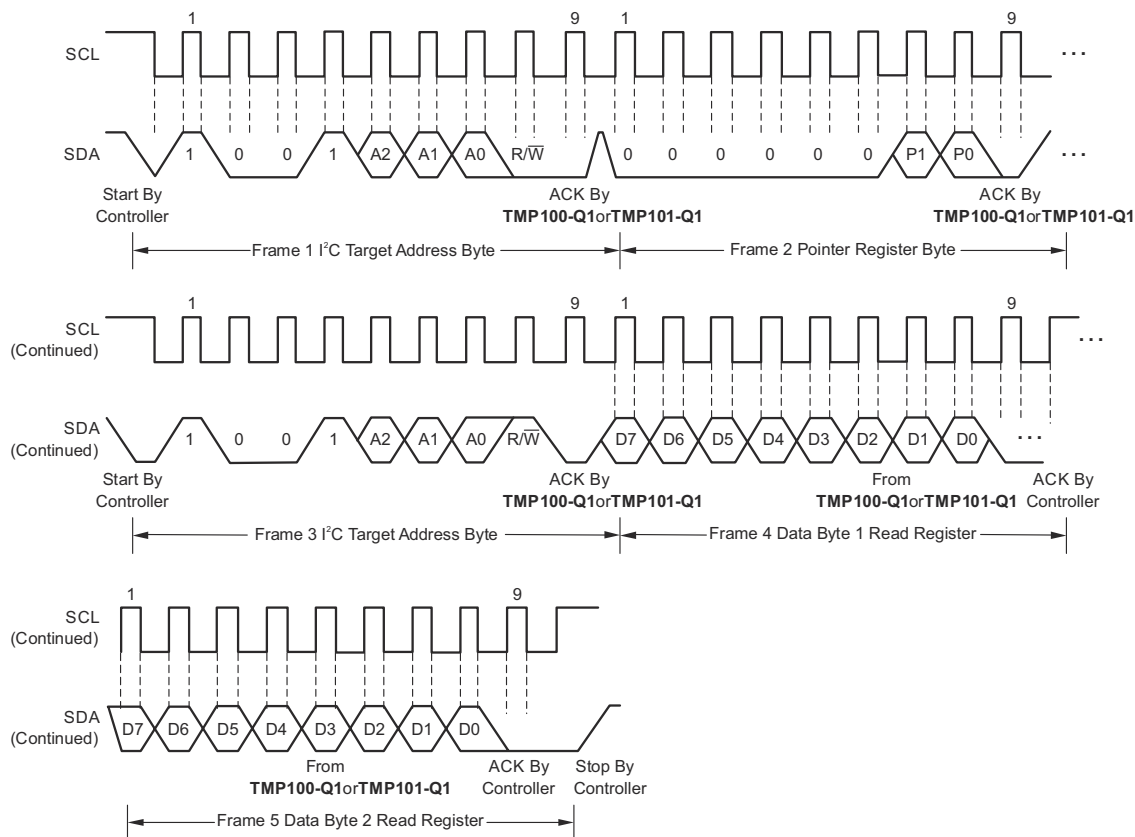 1 9 1 9
SCL ...
SDA 1 0 0 1 A2 A1 A0 R/W̅ 0 0 0 0 0 0 P1 P0 ...
Start By ACK By ACK By
Controller TMP100-Q1orTMP101-Q1 TMP100-Q1orTMP101-Q1
Frame 1 I²C Target Address Byte Frame 2 Pointer Register Byte
1 9 1 9
SCL
(Continued) ...
SDA
(Continued) 1 0 0 1 A2 A1 A0 R/W̅ D7 D6 D5 D4 D3 D2 D1 D0 ...
Start By ACK By From ACK By
Controller TMP100-Q1orTMP101-Q1 TMP100-Q1orTMP101-Q1 Controller
Frame 3 I²C Target Address Byte Frame 4 Data Byte 1 Read Register
1 9
SCL
(Continued)
SDA
(Continued) D7 D6 D5 D4 D3 D2 D1 D0
From ACK By Stop By
TMP100-Q1orTMP101-Q1 Controller Controller
Frame 5 Data Byte 2 Read Register